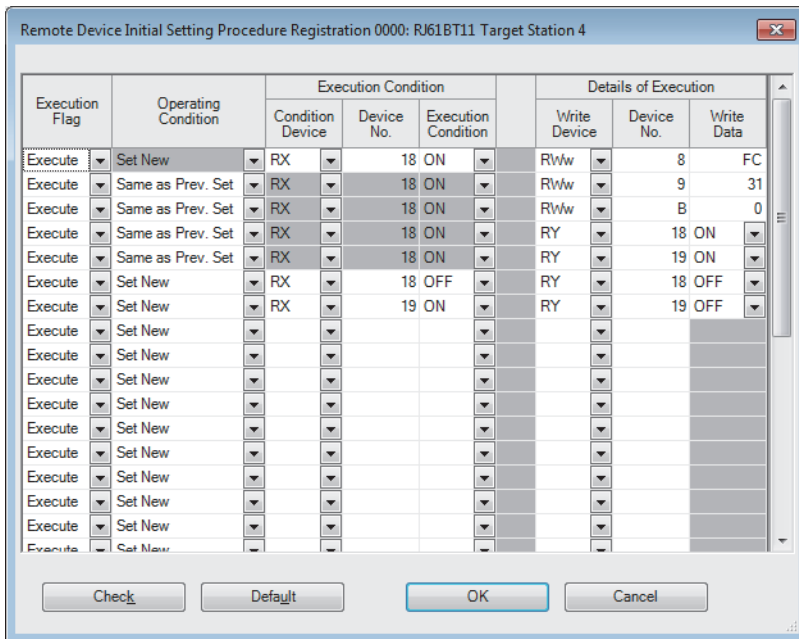 Remote Device Initial Setting Procedure Registration 0000: RJ61BT11 Target Station 4
Execution Flag Operating Condition Execution Condition Details of Execution
Condition Device Device No. Execution Condition Write Device Device No. Write Data
Execute Set New RX 18 ON RWw 8 FC
Execute Same as Prev. Set RX 18 ON RWw 9 31
Execute Same as Prev. Set RX 18 ON RWw B 0
Execute Same as Prev. Set RX 18 ON RY 18 ON
Execute Same as Prev. Set RX 18 ON RY 19 ON
Execute Set New RX 18 OFF RY 18 OFF
Execute Set New RX 19 ON RY 19 OFF
Execute Set New
Execute Set New
Execute Set New
Execute Set New
Execute Set New
Execute Set New
Execute Set New
Execute Set New
Execute Set New
Execute Set New
Check Default OK Cancel